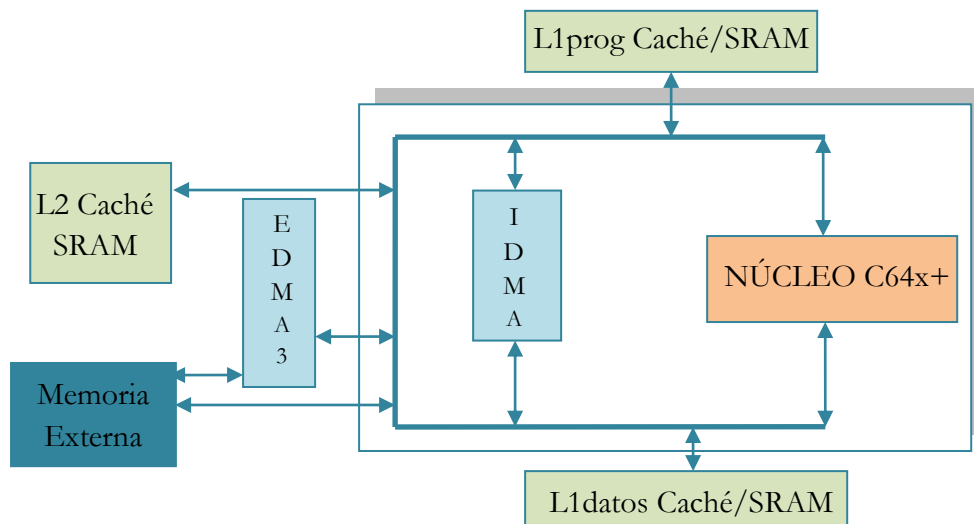 L1prog Caché/SRAM
L2 Caché
SRAM
E
D
M
A
3
I
D
M
A
NÚCLEO C64x+
Memoria
Externa
L1datos Caché/SRAM